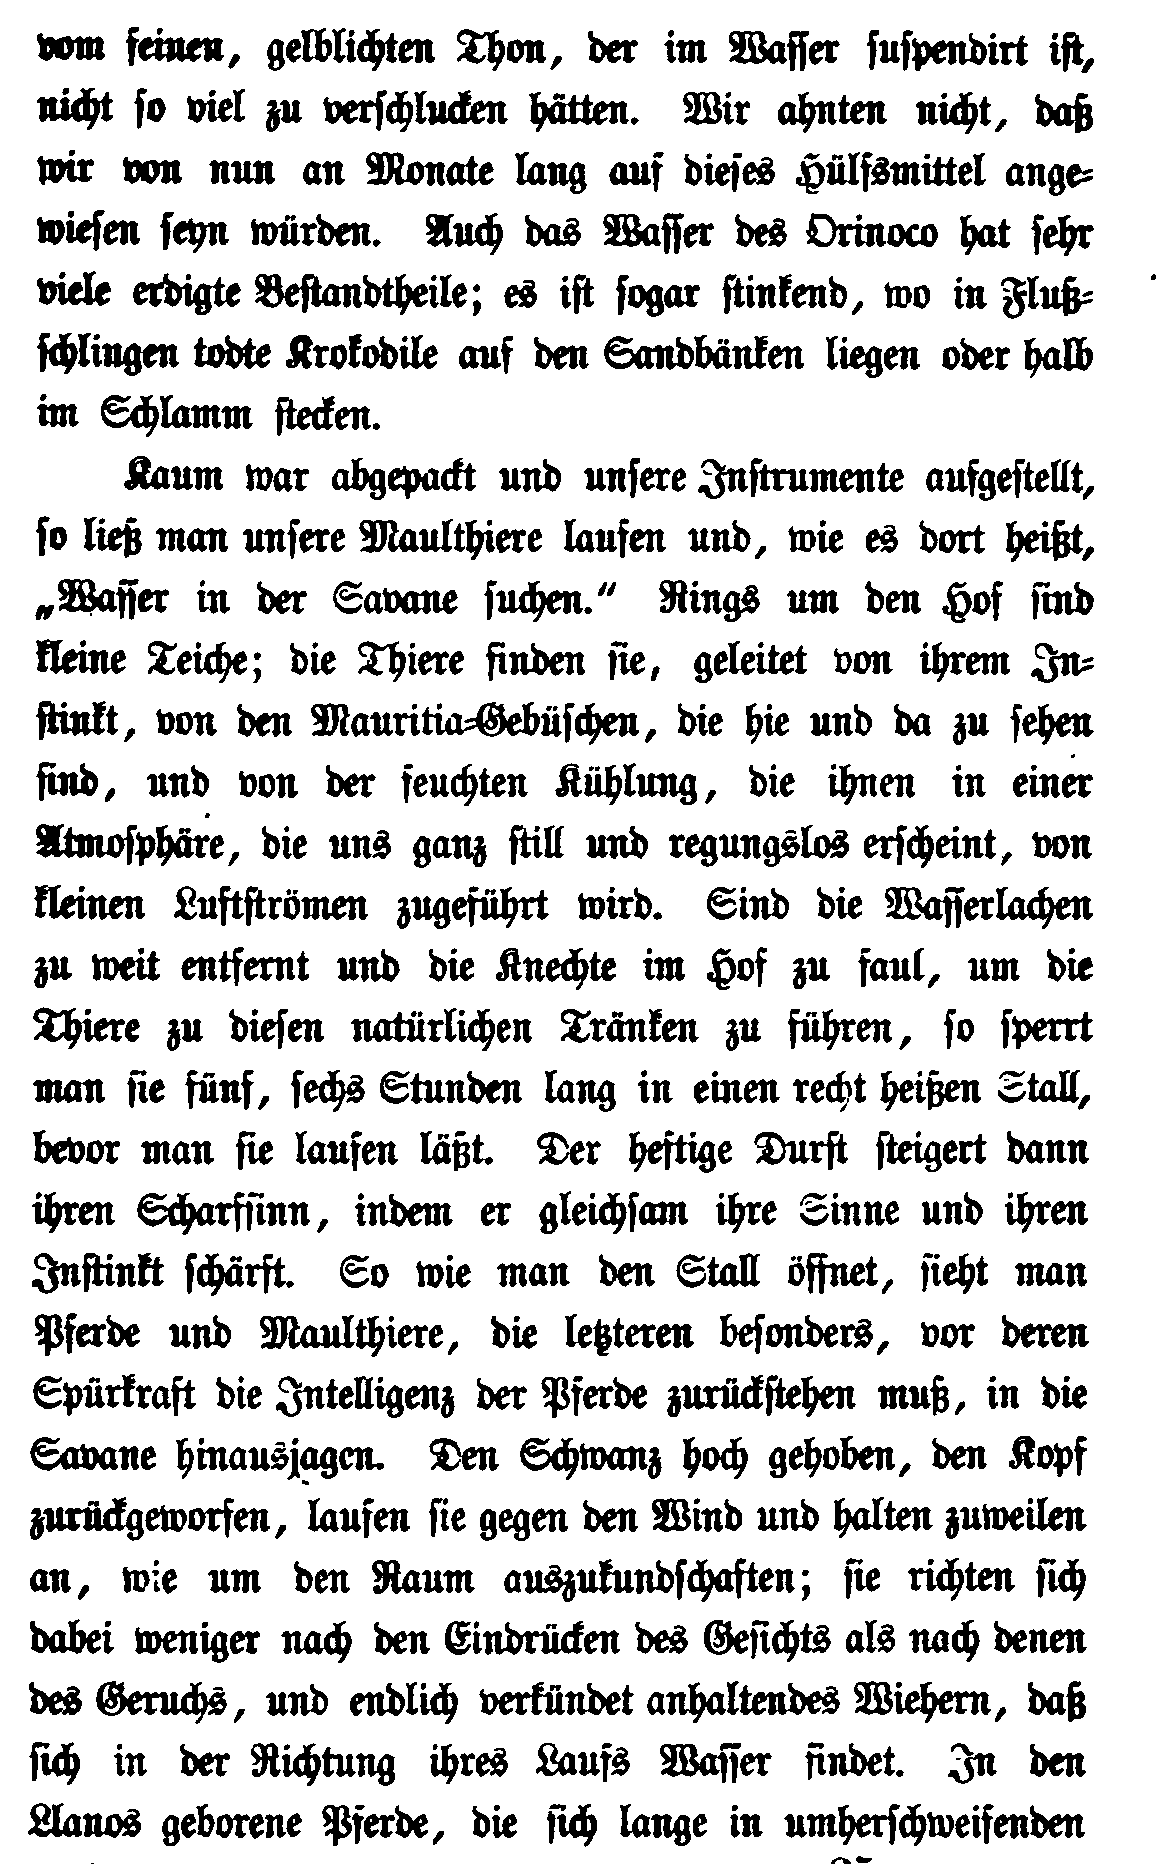 vom feinen, gelblichten Thon, der im Waſſer ſuſpendirt iſt,
nicht ſo viel zu verſchlucken hätten. Wir ahnten nicht, daß
wir von nun an Monate lang auf dieſes Hülfsmittel ange-
wieſen ſeyn würden. Auch das Waſſer des Orinoco hat ſehr
viele erdigte Beſtandtheile; es iſt ſogar ſtinkend, wo in Fluß-
ſchlingen todte Krokodile auf den Sandbänken liegen oder halb
im Schlamm ſtecken.
Kaum war abgepackt und unſere Inſtrumente aufgeſtellt,
ſo ließ man unſere Maulthiere laufen und, wie es dort heißt,
„Waſſer in der Savane ſuchen.“ Rings um den Hof ſind
kleine Teiche; die Thiere finden ſie, geleitet von ihrem In-
ſtinkt, von den Mauritia-Gebüſchen, die hie und da zu ſehen
ſind, und von der feuchten Kühlung, die ihnen in einer
Atmoſphäre, die uns ganz ſtill und regungslos erſcheint, von
kleinen Luftſtrömen zugeführt wird. Sind die Waſſerlachen
zu weit entfernt und die Knechte im Hof zu faul, um die
Thiere zu dieſen natürlichen Tränken zu führen, ſo ſperrt
man ſie fünf, ſechs Stunden lang in einen recht heißen Stall,
bevor man ſie laufen läßt. Der heftige Durſt ſteigert dann
ihren Scharfſinn, indem er gleichſam ihre Sinne und ihren
Inſtinkt ſchärft. So wie man den Stall öffnet, ſieht man
Pferde und Maulthiere, die letzteren beſonders, vor deren
Spürkraft die Intelligenz der Pferde zurückſtehen muß, in die
Savane hinausjagen. Den Schwanz hoch gehoben, den Kopf
zurückgeworfen, laufen ſie gegen den Wind und halten zuweilen
an, wie um den Raum auszukundſchaften; ſie richten ſich
dabei weniger nach den Eindrücken des Geſichts als nach denen
des Geruchs, und endlich verkündet anhaltendes Wiehern, daß
ſich in der Richtung ihres Laufs Waſſer findet. In den
Llanos geborene Pferde, die ſich lange in umherſchweifenden